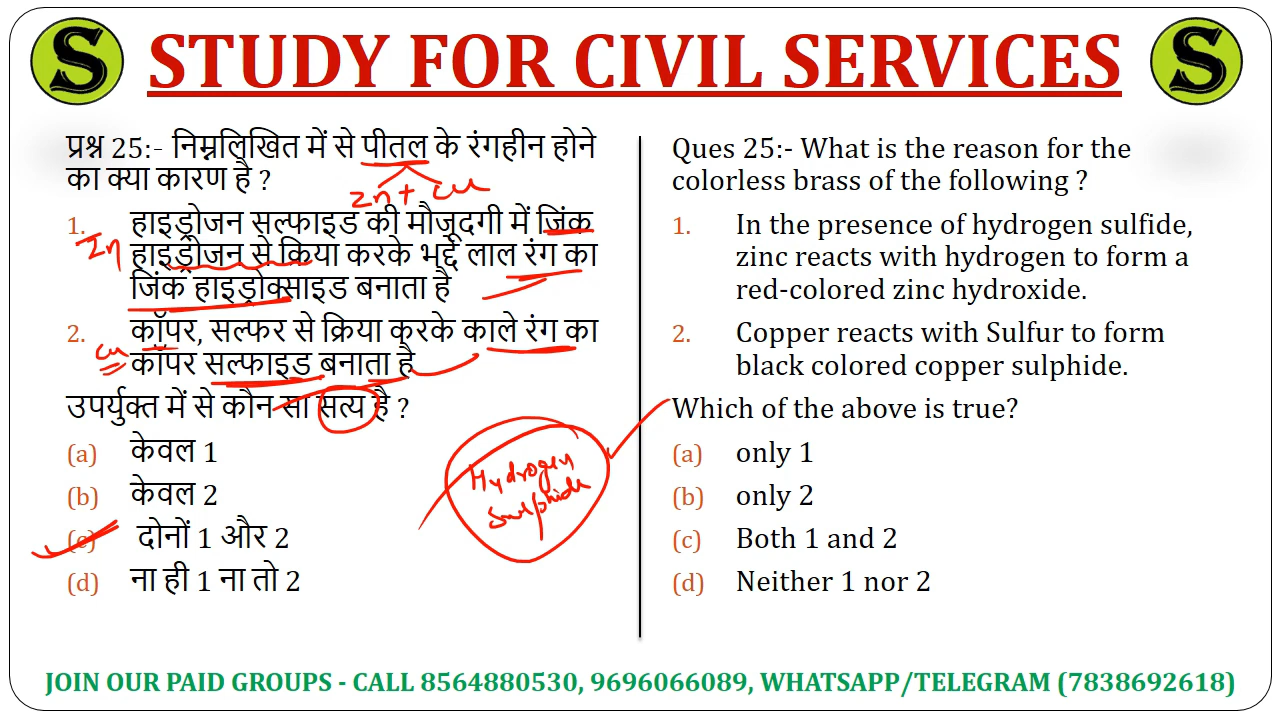 S STUDY FOR CIVIL SERVICES S
प्रश्न 25:- निम्नलिखित में से पीतल के रंगहीन होने
का क्या कारण है ?
Zn + Cu
1. हाइड्रोजन सल्फाइड की मौजूदगी में जिंक
Zn हाइड्रोजन से क्रिया करके भद्दे लाल रंग का
जिंक हाइड्रोक्साइड बनाता है
2. कॉपर, सल्फर से क्रिया करके काले रंग का
Cu कॉपर सल्फाइड बनाता है
उपर्युक्त में से कौन सा सत्य है ?
(a) केवल 1
(b) केवल 2
(c) दोनों 1 और 2
(d) ना ही 1 ना तो 2
Hydrogen
Sulphide
Ques 25:- What is the reason for the
colorless brass of the following ?
1. In the presence of hydrogen sulfide,
zinc reacts with hydrogen to form a
red-colored zinc hydroxide.
2. Copper reacts with Sulfur to form
black colored copper sulphide.
Which of the above is true?
(a) only 1
(b) only 2
(c) Both 1 and 2
(d) Neither 1 nor 2
JOIN OUR PAID GROUPS - CALL 8564880530, 9696066089, WHATSAPP/TELEGRAM (7838692618)